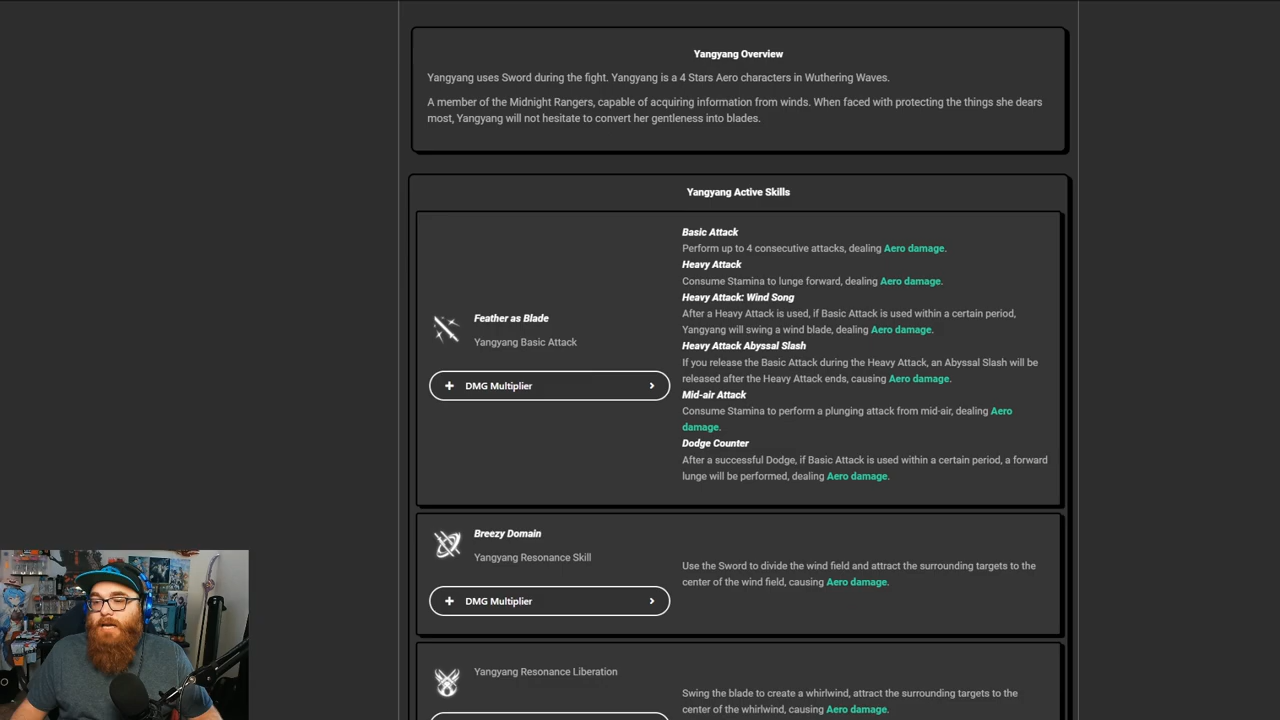 Yangyang Overview
Yangyang uses Sword during the fight. Yangyang is a 4 Stars Aero characters in Wuthering Waves.
A member of the Midnight Rangers, capable of acquiring information from winds. When faced with protecting the things she dears
most, Yangyang will not hesitate to convert her gentleness into blades.
Yangyang Active Skills
Feather as Blade
Yangyang Basic Attack
DMG Multiplier
Basic Attack
Perform up to 4 consecutive attacks, dealing Aero damage.
Heavy Attack
Consume Stamina to lunge forward, dealing Aero damage.
Heavy Attack: Wind Song
After a Heavy Attack is used, if Basic Attack is used within a certain period,
Yangyang will swing a wind blade, dealing Aero damage.
Heavy Attack Abyssal Slash
If you release the Basic Attack during the Heavy Attack, an Abyssal Slash will be
released after the Heavy Attack ends, causing Aero damage.
Mid-air Attack
Consume Stamina to perform a plunging attack from mid-air, dealing Aero
damage.
Dodge Counter
After a successful Dodge, if Basic Attack is used within a certain period, a forward
lunge will be performed, dealing Aero damage.
Breezy Domain
Yangyang Resonance Skill
DMG Multiplier
Use the Sword to divide the wind field and attract the surrounding targets to the
center of the wind field, causing Aero damage.
Yangyang Resonance Liberation
Swing the blade to create a whirlwind, attract the surrounding targets to the
center of the whirlwind, causing Aero damage.